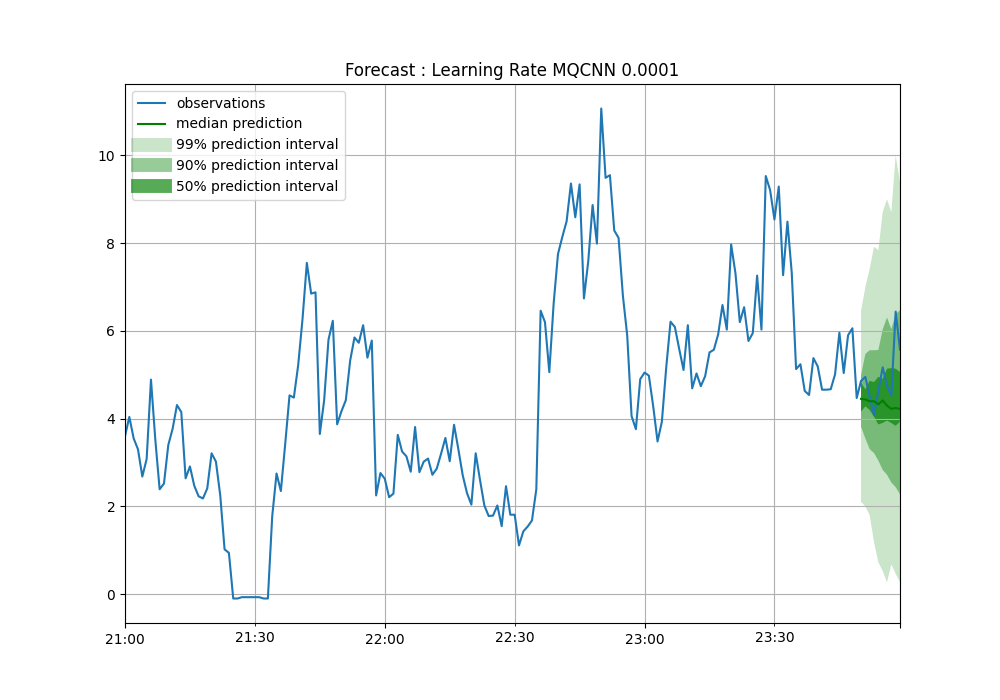 Forecast : Learning Rate MQCNN 0.0001
observations
median prediction
99% prediction interval
90% prediction interval
50% prediction interval
10
8
6
4
2
0
21:00 21:30 22:00 22:30 23:00 23:30